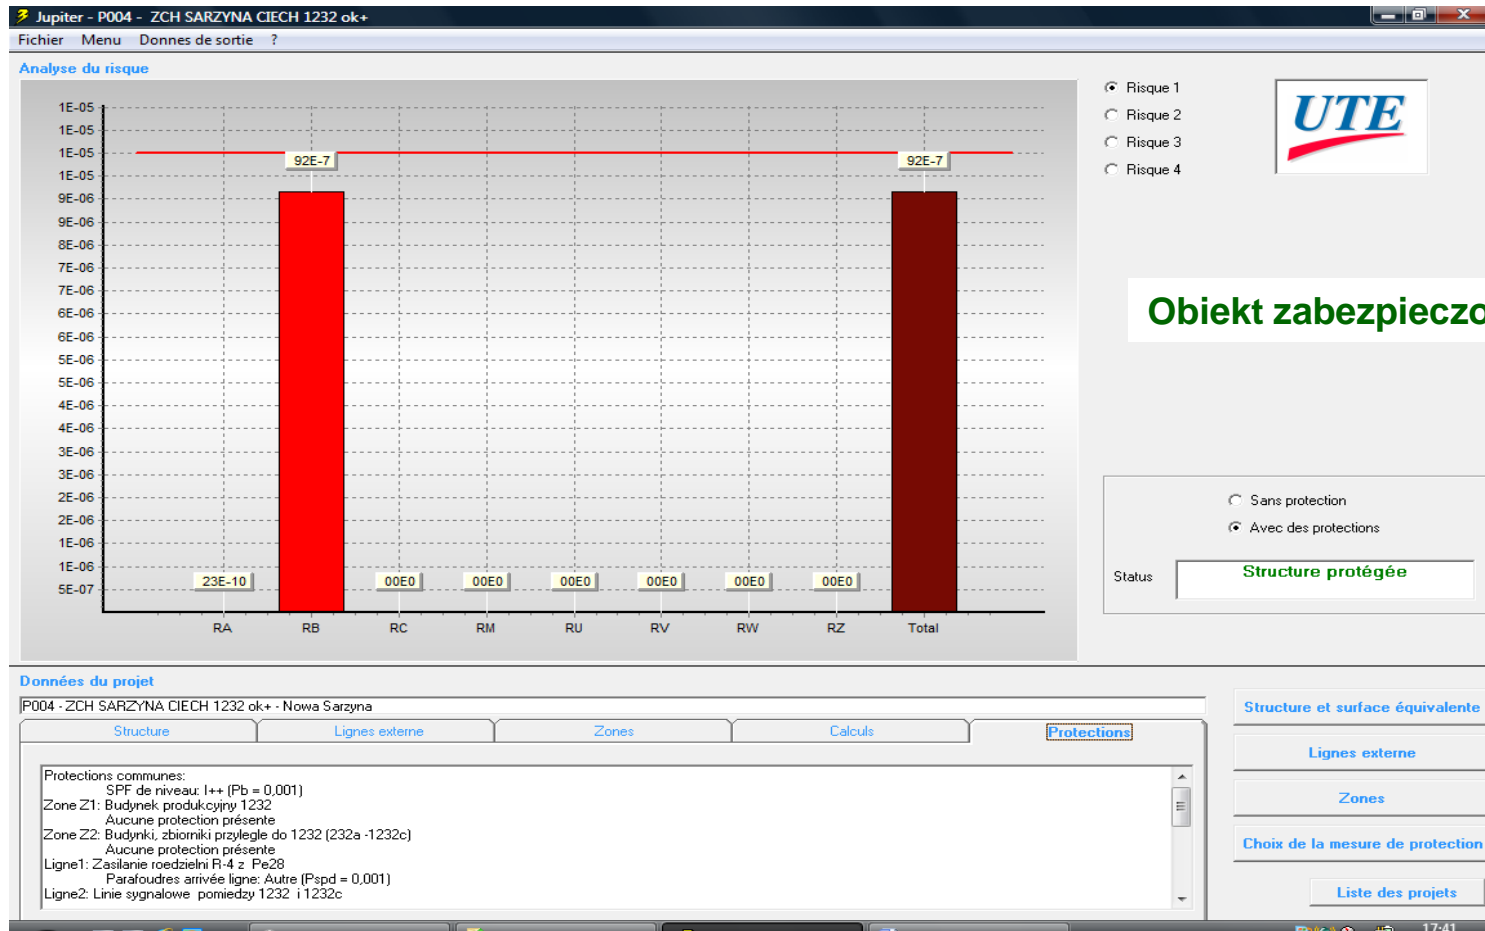 Jupiter - P004 - ZCH SARZYNA CIECH 1232 ok+
Fichier Menu Donnes de sortie ?
Analyse du risque
1E-05
1E-05
1E-05
1E-05
9E-06
9E-06
8E-06
7E-06
7E-06
6E-06
6E-06
5E-06
5E-06
4E-06
4E-06
3E-06
3E-06
2E-06
2E-06
1E-06
1E-06
5E-07
23E-10
92E-7
00E0
00E0
00E0
00E0
00E0
00E0
92E-7
RA RB RC RM RU RV RW RZ Total
Risque 1
Risque 2
Risque 3
Risque 4
UTE
Obiekt zabezpieczo
Sans protection
Avec des protections
Status
Structure protégée
Données du projet
P004 - ZCH SARZYNA CIECH 1232 ok+ - Nowa Sarzyna
Structure Lignes externe Zones Calculs Protections
Protections communes:
SPF de niveau: I++ (Pb = 0,001)
Zone Z1: Budynek produkcyjny 1232
Aucune protection présente
Zone Z2: Budynki, zbiorniki przylegle do 1232 (232a -1232c)
Aucune protection présente
Ligne1: Zasilanie roedzielni R-4 z Pe28
Parafoudres arrivée ligne: Autre (Pspd = 0,001)
Ligne2: Linie sygnalowe pomiedzy 1232 i 1232c
Structure et surface équivalente
Lignes externe
Zones
Choix de la mesure de protection
Liste des projets
17:41